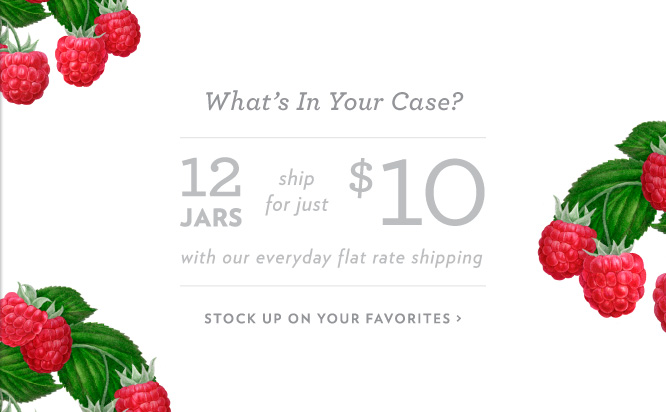 What's In Your Case?
12 JARS ship for just $10
with our everyday flat rate shipping
STOCK UP ON YOUR FAVORITES >